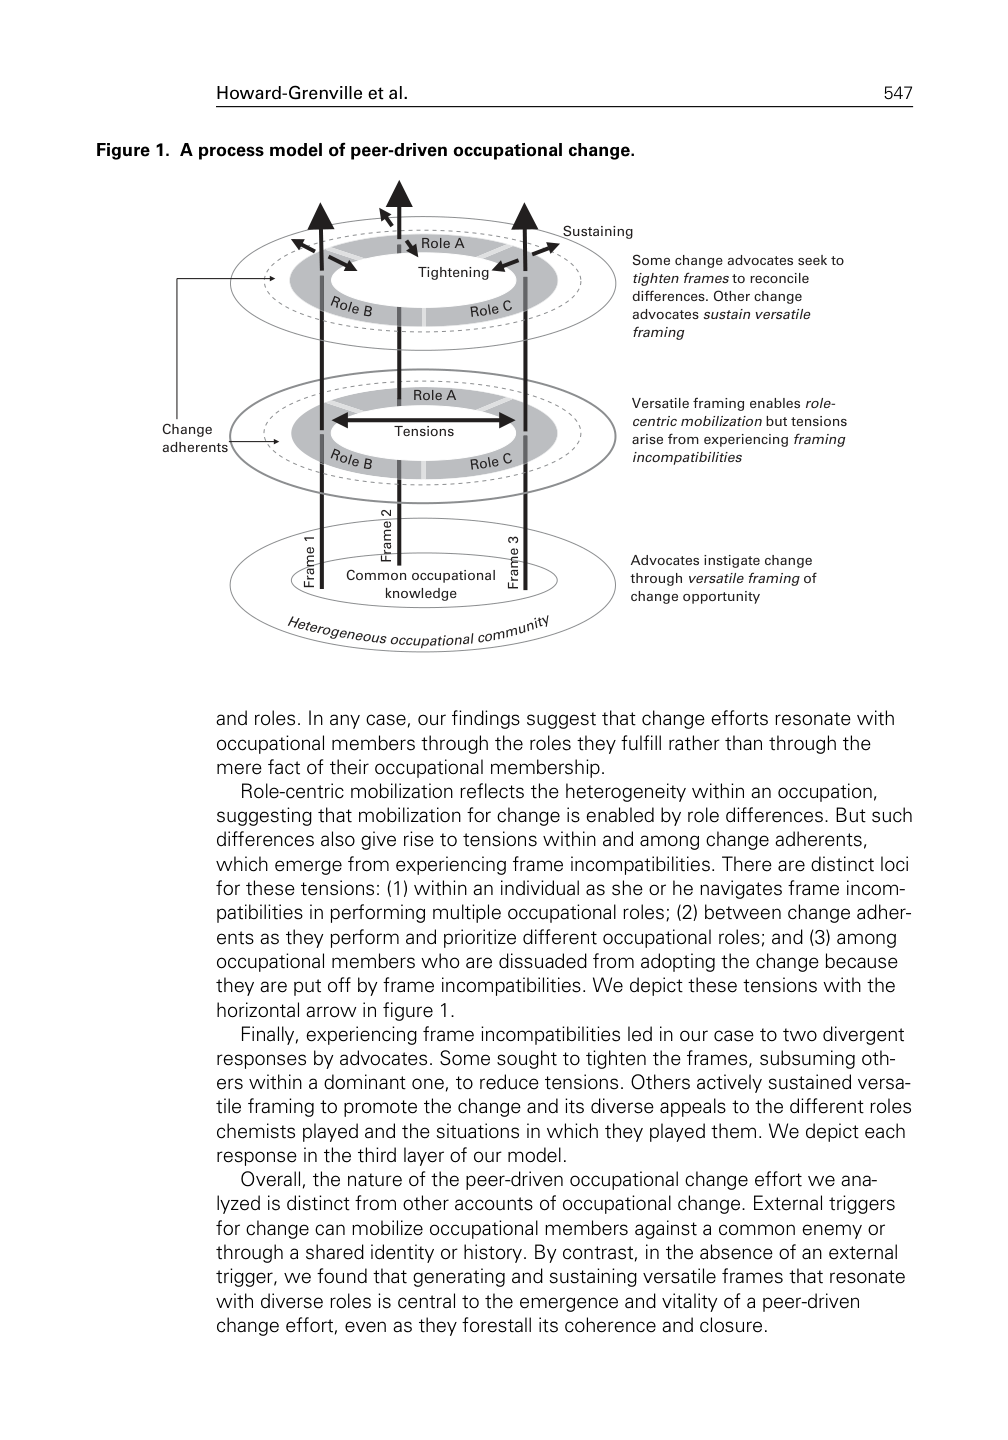 Howard-Grenville et al. 547
Figure 1. A process model of peer-driven occupational change.
Sustaining
Role A
Tightening
Role B
Role C
Some change advocates seek to
tighten frames to reconcile
differences. Other change
advocates sustain versatile
framing
Change
adherents
Role A
Tensions
Role B
Role C
Versatile framing enables role-
centric mobilization but tensions
arise from experiencing framing
incompatibilities
Frame 1
Frame 2
Frame 3
Common occupational
knowledge
Heterogeneous occupational community
Advocates instigate change
through versatile framing of
change opportunity
and roles. In any case, our findings suggest that change efforts resonate with
occupational members through the roles they fulfill rather than through the
mere fact of their occupational membership.
Role-centric mobilization reflects the heterogeneity within an occupation,
suggesting that mobilization for change is enabled by role differences. But such
differences also give rise to tensions within and among change adherents,
which emerge from experiencing frame incompatibilities. There are distinct loci
for these tensions: (1) within an individual as she or he navigates frame incom-
patibilities in performing multiple occupational roles; (2) between change adher-
ents as they perform and prioritize different occupational roles; and (3) among
occupational members who are dissuaded from adopting the change because
they are put off by frame incompatibilities. We depict these tensions with the
horizontal arrow in figure 1.
Finally, experiencing frame incompatibilities led in our case to two divergent
responses by advocates. Some sought to tighten the frames, subsuming oth-
ers within a dominant one, to reduce tensions. Others actively sustained versa-
tile framing to promote the change and its diverse appeals to the different roles
chemists played and the situations in which they played them. We depict each
response in the third layer of our model.
Overall, the nature of the peer-driven occupational change effort we ana-
lyzed is distinct from other accounts of occupational change. External triggers
for change can mobilize occupational members against a common enemy or
through a shared identity or history. By contrast, in the absence of an external
trigger, we found that generating and sustaining versatile frames that resonate
with diverse roles is central to the emergence and vitality of a peer-driven
change effort, even as they forestall its coherence and closure.